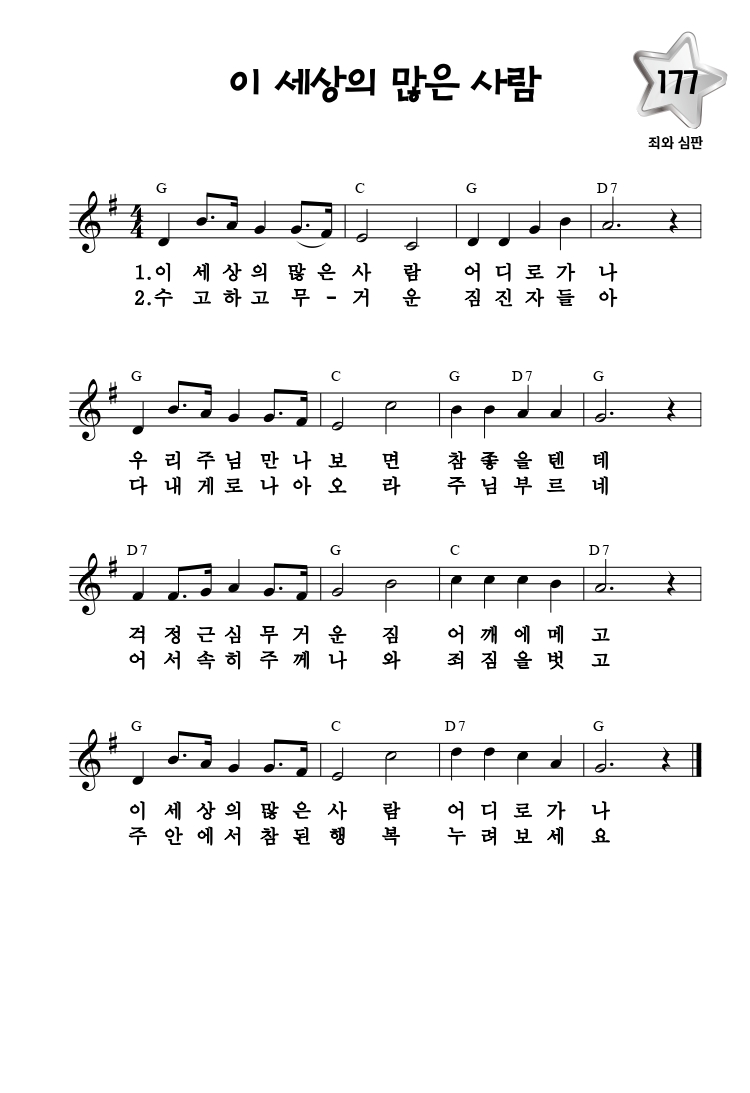 이 세상의 많은 사람
177
죄와 심판
G C G D7
1.이 세 상 의 많 은 사 람 어 디 로 가 나
2.수 고 하 고 무 - 거 운 짐 진 자 들 아
G C G D7 G
우 리 주 님 만 나 보 면 참 좋 을 텐 데
다 내 게 로 나 아 오 라 주 님 부 르 네
D7 G C D7
걱 정 근 심 무 거 운 짐 어 깨 에 메 고
어 서 속 히 주 께 나 와 죄 짐 을 벗 고
G C D7 G
이 세 상 의 많 은 사 람 어 디 로 가 나
주 안 에 서 참 된 행 복 누 려 보 세 요